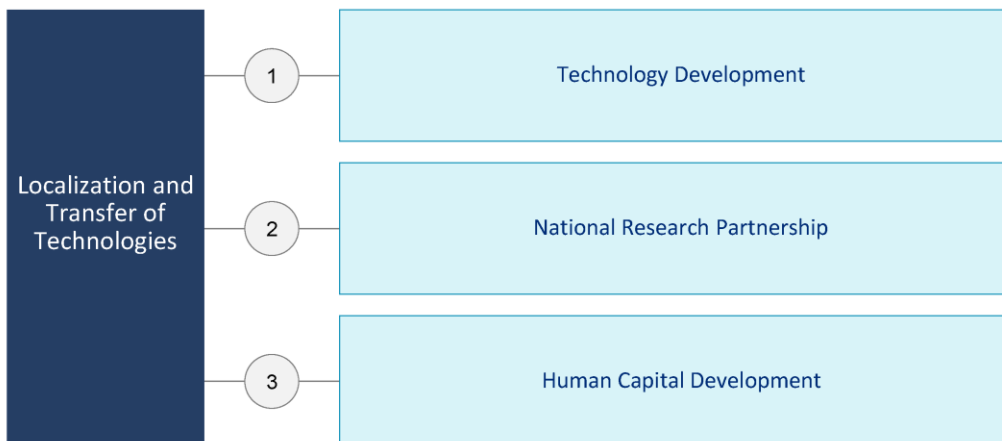 Localization and
Transfer of
Technologies
1
Technology Development
2
National Research Partnership
3
Human Capital Development